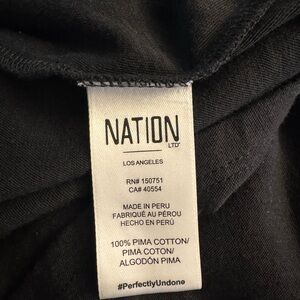 NATION
LTD
LOS ANGELES
RN# 150751
CA# 40554
MADE IN PERU
FABRIQUÉ AU PÉROU
HECHO EN PERÚ
100% PIMA COTTON/
PIMA COTON/
ALGODÓN PIMA
#PerfectlyUndone